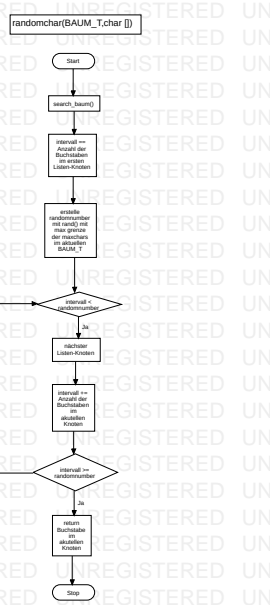 randomchar(BAUM_T,char [])
Start
search_baum()
intervall ==
Anzahl der
Buchstaben
im ersten
Listen-Knoten
erstelle
randomnumber
mit rand() mit
max grenze
der maxchars
im aktuellen
BAUM_T
intervall <
randomnumber
Ja
nächster
Listen-Knoten
intervall +=
Anzahl der
Buchstaben
im
akutellen
Knoten
intervall >=
randomnumber
Ja
return
Buchstabe
im
akutellen
Knoten
Stop
UNREGISTERED